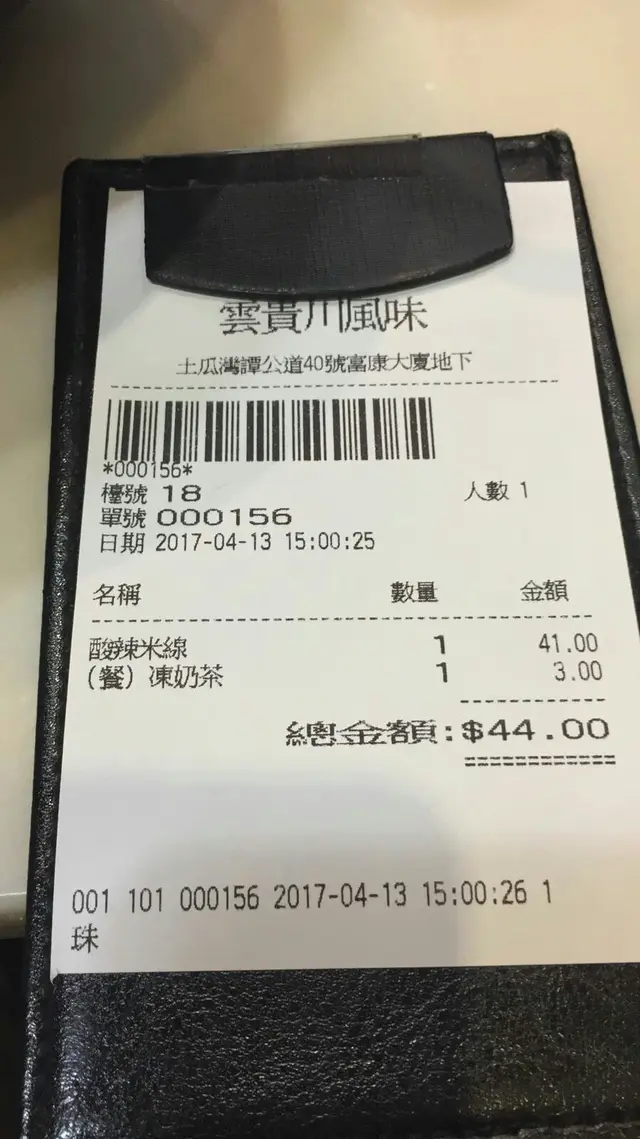 雲貴川風味
土瓜灣譚公道40號富康大廈地下
*000156*
檯號 18 人數 1
單號 000156
日期 2017-04-13 15:00:25
名稱 數量 金額
酸辣米線 1 41.00
(餐) 凍奶茶 1 3.00
總金額:$44.00
001 101 000156 2017-04-13 15:00:26 1
珠